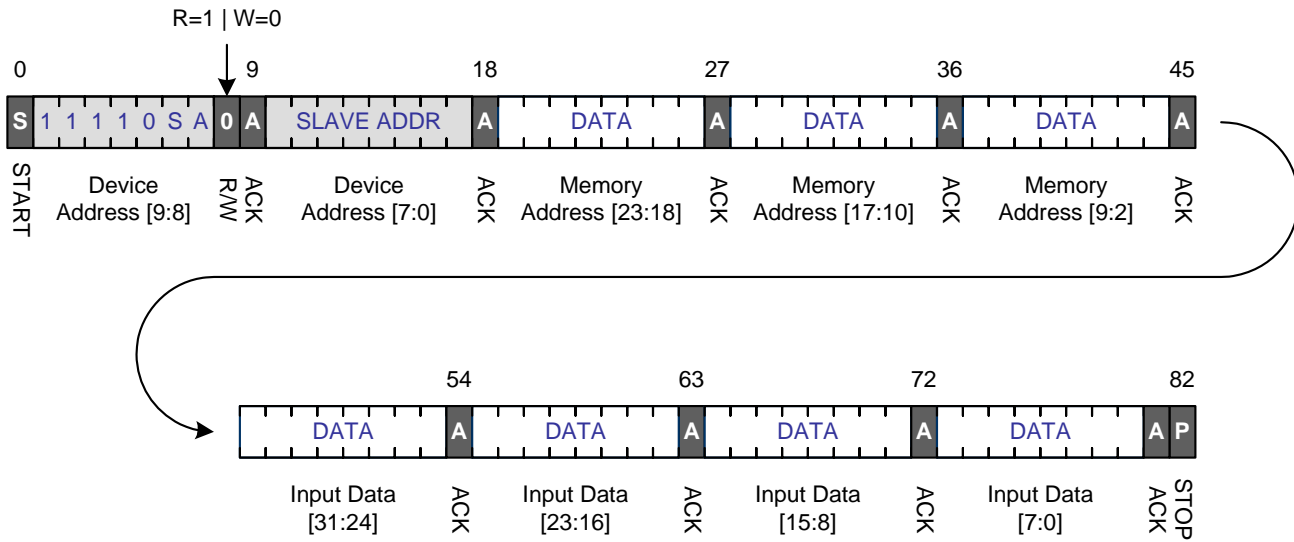 R=1 | W=0
0 9 18 27 36 45
S 1 1 1 1 0 S A 0 A SLAVE ADDR A DATA A DATA A DATA A
START Device Address [9:8] R/W ACK Device Address [7:0] ACK Memory Address [23:18] ACK Memory Address [17:10] ACK Memory Address [9:2] ACK
54 63 72 82
DATA A DATA A DATA A DATA A P
Input Data [31:24] ACK Input Data [23:16] ACK Input Data [15:8] ACK Input Data [7:0] ACK STOP